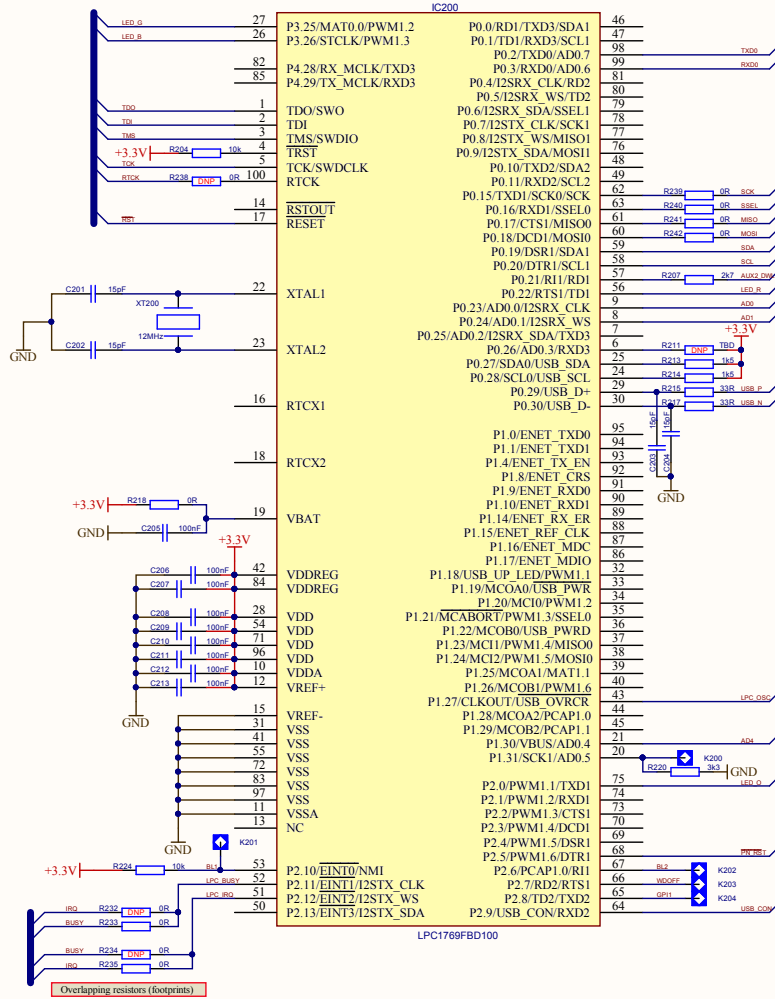 IC200
LED_G 27 P3.25/MAT0.0/PWM1.2
LED_B 26 P3.26/STCLK/PWM1.3
82 P4.28/RX_MCLK/TXD3
85 P4.29/TX_MCLK/RXD3
TDO 1 TDO/SWO
TDI 2 TDI
TMS 3 TMS/SWDIO
+3.3V R204 10k 4 TRST
TCK 5 TCK/SWDCLK
RTCK R238 DNP 0R 100 RTCK
14 RSTOUT
RST 17 RESET
C201 15pF 22 XTAL1
XT200
12MHz
GND
C202 15pF 23 XTAL2
16 RTCX1
18 RTCX2
+3.3V R218 0R
19 VBAT
GND C205 100nF
+3.3V
C206 100nF 42 VDDREG
C207 100nF 84 VDDREG
C208 100nF 28 VDD
C209 100nF 54 VDD
C210 100nF 71 VDD
C211 100nF 96 VDD
C212 100nF 10 VDDA
C213 100nF 12 VREF+
GND
15 VREF-
31 VSS
41 VSS
55 VSS
72 VSS
83 VSS
97 VSS
11 VSSA
13 NC
GND
K201
+3.3V R224 10k BL1 53 P2.10/EINT0/NMI
LPC_BUSY 52 P2.11/EINT1/I2STX_CLK
LPC_IRQ 51 P2.12/EINT2/I2STX_WS
50 P2.13/EINT3/I2STX_SDA
IRQ R232 DNP 0R
BUSY R233 0R
BUSY R234 DNP 0R
IRQ R235 0R
Overlapping resistors (footprints)
P0.0/RD1/TXD3/SDA1 46
P0.1/TD1/RXD3/SCL1 47
P0.2/TXD0/AD0.7 98 TXD0
P0.3/RXD0/AD0.6 99 RXD0
P0.4/I2SRX_CLK/RD2 81
P0.5/I2SRX_WS/TD2 80
P0.6/I2SRX_SDA/SSEL1 79
P0.7/I2STX_CLK/SCK1 78
P0.8/I2STX_WS/MISO1 77
P0.9/I2STX_SDA/MOSI1 76
P0.10/TXD2/SDA2 48
P0.11/RXD2/SCL2 49
P0.15/TXD1/SCK0/SCK 62 R239 0R SCK
P0.16/RXD1/SSEL0 63 R240 0R SSEL
P0.17/CTS1/MISO0 61 R241 0R MISO
P0.18/DCD1/MOSI0 60 R242 0R MOSI
P0.19/DSR1/SDA1 59 SDA
P0.20/DTR1/SCL1 58 SCL
P0.21/RI1/RD1 57 R207 2k7
P0.22/RTS1/TD1 56 LED_R
P0.23/AD0.0/I2SRX_CLK 9 AD0
P0.24/AD0.1/I2SRX_WS 8 AD1
P0.25/AD0.2/I2SRX_SDA/TXD3 7
+3.3V
P0.26/AD0.3/RXD3 6 R211 DNP TBD
P0.27/SDA0/USB_SDA 25 R213 1k5
P0.28/SCL0/USB_SCL 24 R214 1k5
P0.29/USB_D+ 29 R215 33R USB_P
P0.30/USB_D- 30 R217 33R USB_N
C203 15pF
C204 15pF
GND
P1.0/ENET_TXD0 95
P1.1/ENET_TXD1 94
P1.4/ENET_TX_EN 93
P1.8/ENET_CRS 92
P1.9/ENET_RXD0 91
P1.10/ENET_RXD1 90
P1.14/ENET_RX_ER 89
P1.15/ENET_REF_CLK 88
P1.16/ENET_MDC 87
P1.17/ENET_MDIO 86
P1.18/USB_UP_LED/PWM1.1 32
P1.19/MCOA0/USB_PWR 33
P1.20/MCI0/PWM1.2 34
P1.21/MCABORT/PWM1.3/SSEL0 35
P1.22/MCOB0/USB_PWRD 36
P1.23/MCI1/PWM1.4/MISO0 37
P1.24/MCI2/PWM1.5/MOSI0 38
P1.25/MCOA1/MAT1.1 39
P1.26/MCOB1/PWM1.6 40
P1.27/CLKOUT/USB_OVRCR 43 LPC_OSC
P1.28/MCOA2/PCAP1.0 44
P1.29/MCOB2/PCAP1.1 45
P1.30/VBUS/AD0.4 21 AD4
P1.31/SCK1/AD0.5 20 K200
R220 3k3 GND
P2.0/PWM1.1/TXD1 75 LED_O
P2.1/PWM1.2/RXD1 74
P2.2/PWM1.3/CTS1 73
P2.3/PWM1.4/DCD1 70
P2.4/PWM1.5/DSR1 69
P2.5/PWM1.6/DTR1 68 PN_RST
P2.6/PCAP1.0/RI1 67 BL2 K202
P2.7/RD2/RTS1 66 WDOFF K203
P2.8/TD2/TXD2 65 GPI1 K204
P2.9/USB_CON/RXD2 64 USB_CON
LPC1769FBD100